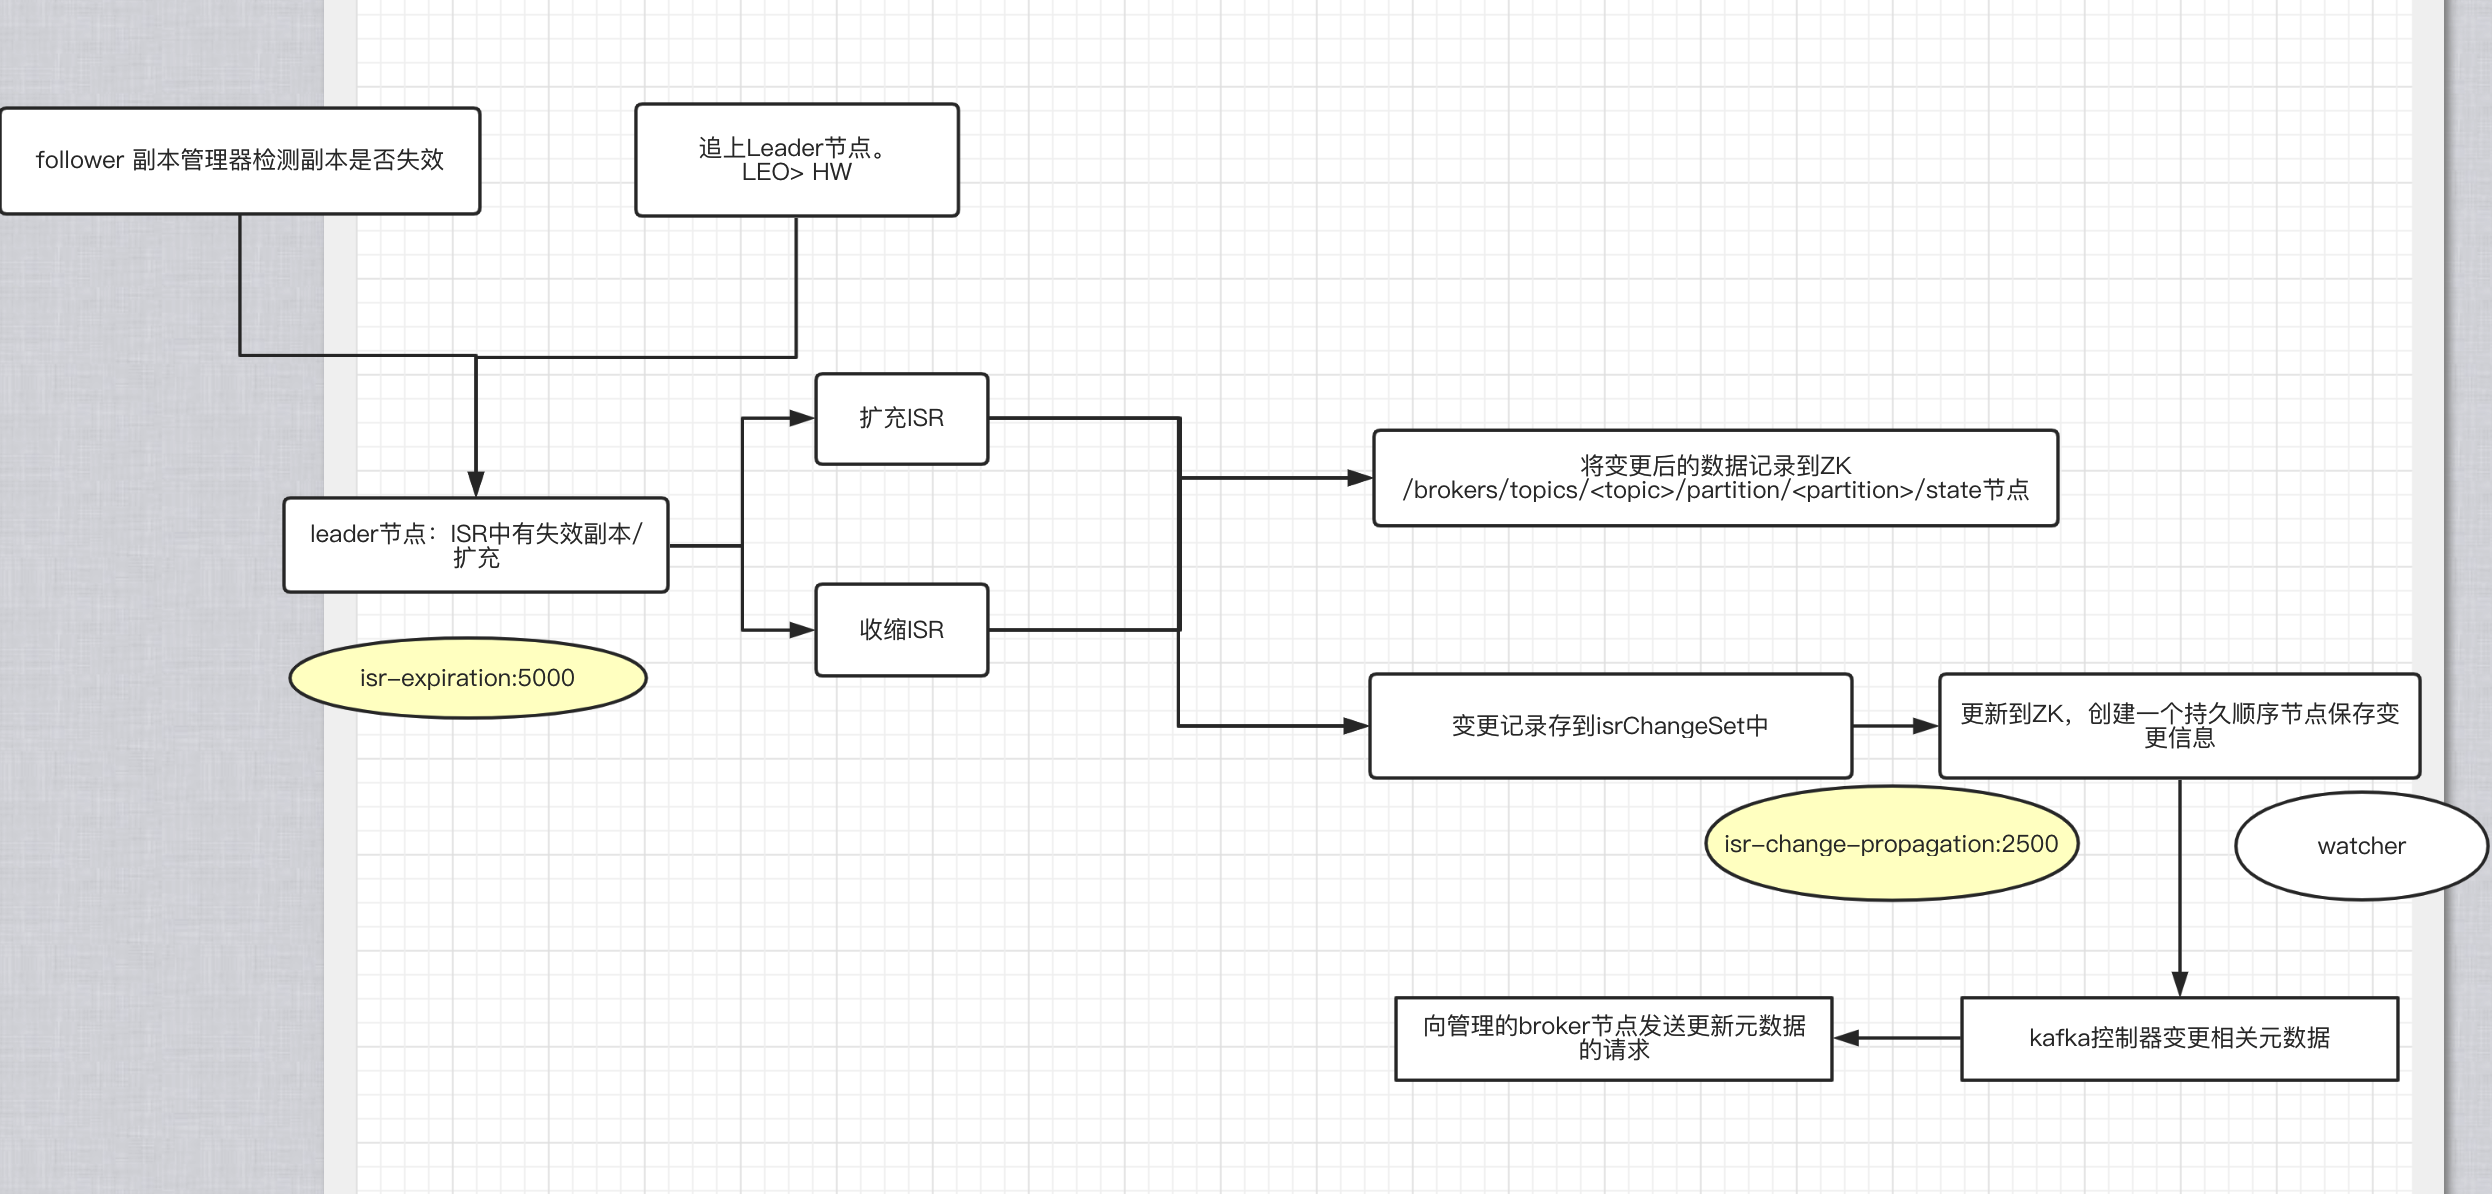 follower 副本管理器检测副本是否失效
追上Leader节点。
LEO> HW
扩充ISR
将变更后的数据记录到ZK
/brokers/topics/<topic>/partition/<partition>/state节点
leader节点：ISR中有失效副本/
扩充
收缩ISR
isr-expiration:5000
变更记录存到isrChangeSet中
更新到ZK，创建一个持久顺序节点保存变
更信息
isr-change-propagation:2500
watcher
向管理的broker节点发送更新元数据
的请求
kafka控制器变更相关元数据